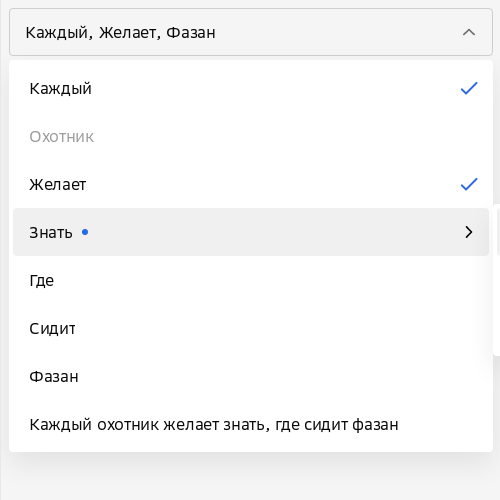 Каждый, Желает, Фазан
Каждый
Охотник
Желает
Знать
Где
Сидит
Фазан
Каждый охотник желает знать, где сидит фазан